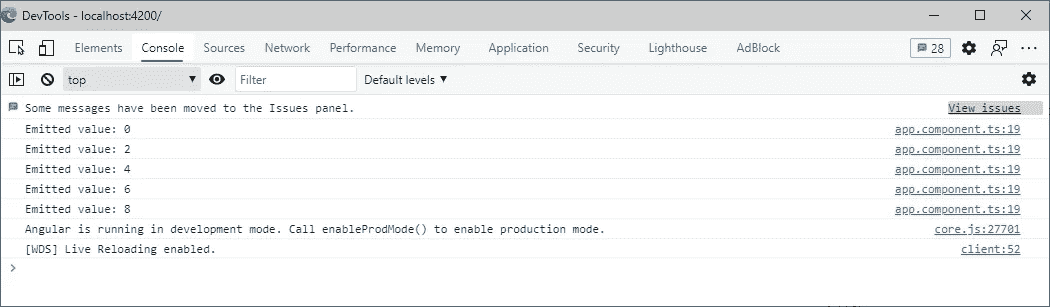 DevTools - localhost:4200/
Elements Console Sources Network Performance Memory Application Security Lighthouse AdBlock 28
top Filter Default levels
Some messages have been moved to the Issues panel. View issues
Emitted value: 0 app.component.ts:19
Emitted value: 2 app.component.ts:19
Emitted value: 4 app.component.ts:19
Emitted value: 6 app.component.ts:19
Emitted value: 8 app.component.ts:19
Angular is running in development mode. Call enableProdMode() to enable production mode. core.js:27701
[WDS] Live Reloading enabled. client:52